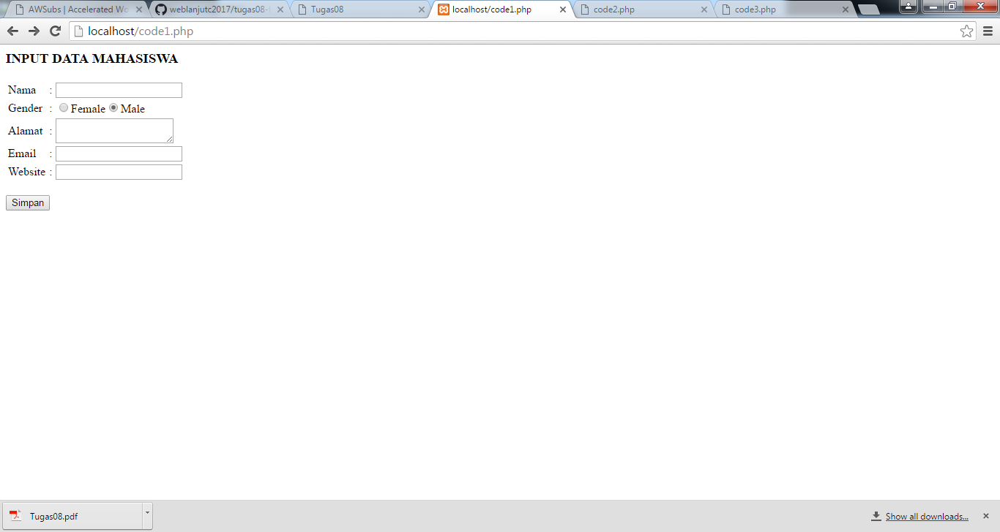 AWSubs | Accelerated Wo
weblanjutc2017/tugas08-
Tugas08
localhost/code1.php
code2.php
code3.php
localhost/code1.php
INPUT DATA MAHASISWA
Nama :
Gender : Female Male
Alamat :
Email :
Website :
Simpan
Tugas08.pdf
Show all downloads...